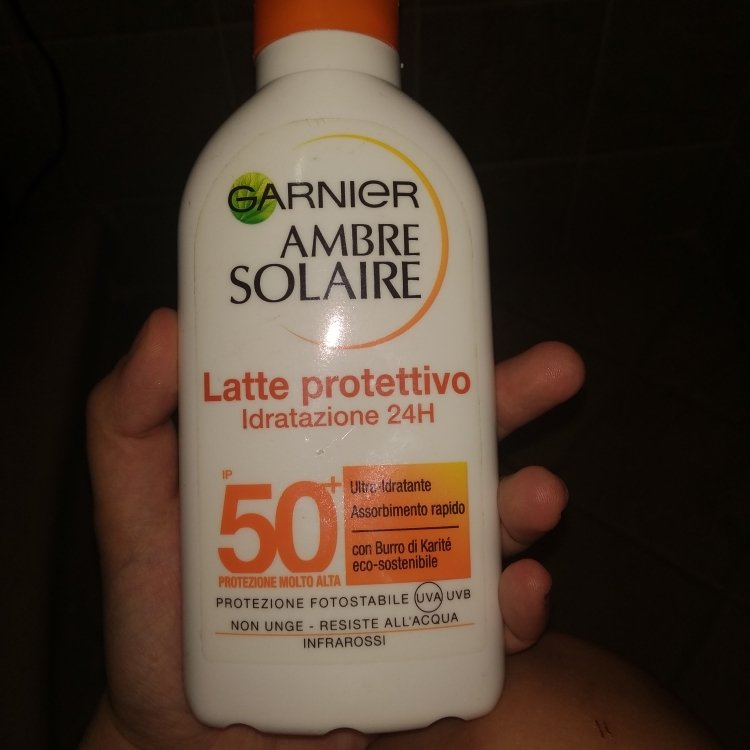 GARNIER
AMBRE
SOLAIRE
Latte protettivo
Idratazione 24H
IP
50+
PROTEZIONE MOLTO ALTA
Ultra-Idratante
Assorbimento rapido
con Burro di Karité
eco-sostenibile
PROTEZIONE FOTOSTABILE UVA UVB
NON UNGE - RESISTE ALL'ACQUA
INFRAROSSI